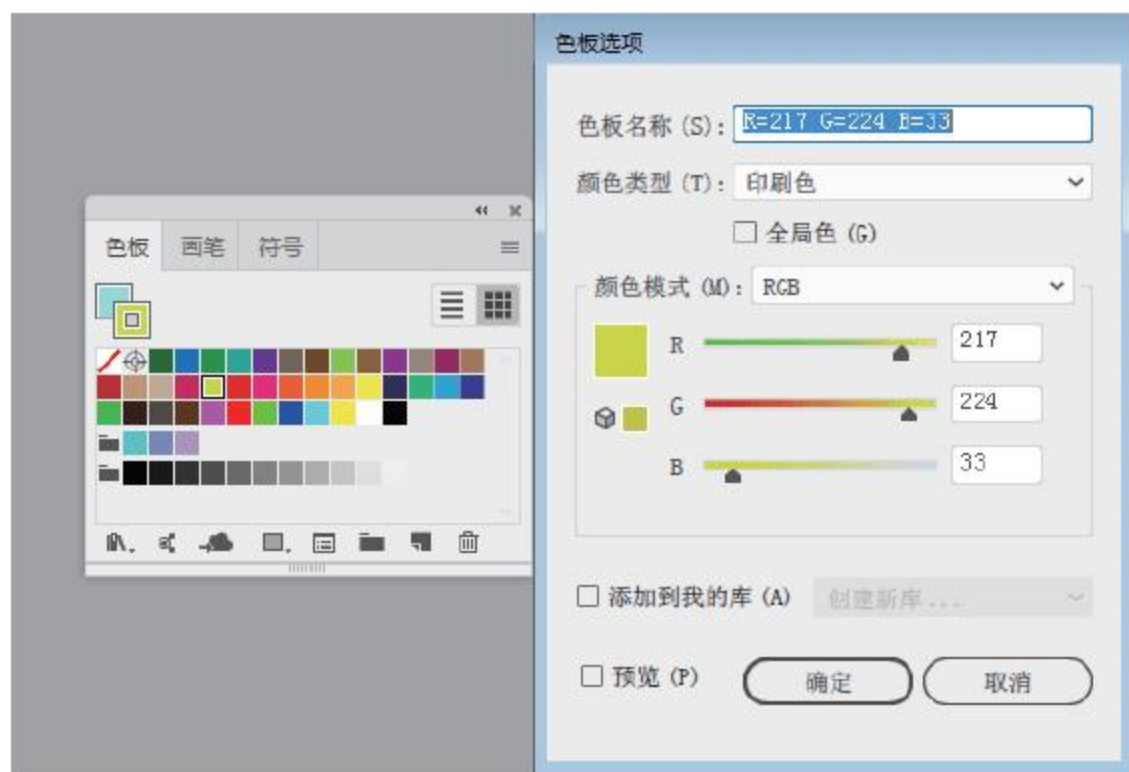 色板选项
色板名称 (S): R=217 G=224 B=33
颜色类型 (T): 印刷色
全局色 (G)
色板 画笔 符号
颜色模式 (M): RGB
R 217
G 224
B 33
添加到我的库 (A) 创建新库...
预览 (P) 确定 取消